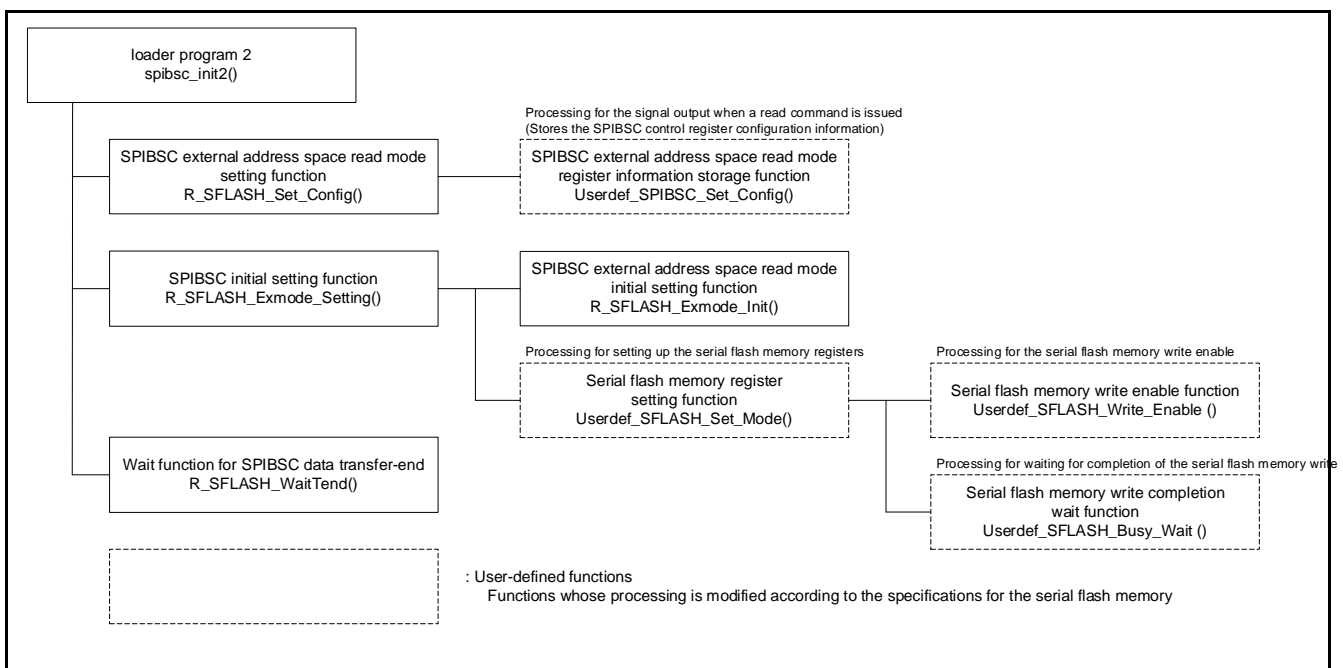 loader program 2
spibsc_init2()
Processing for the signal output when a read command is issued
(Stores the SPIBSC control register configuration information)
SPIBSC external address space read mode
setting function
R_SFLASH_Set_Config()
SPIBSC external address space read mode
register information storage function
Userdef_SPIBSC_Set_Config()
SPIBSC initial setting function
R_SFLASH_Exmode_Setting()
SPIBSC external address space read mode
initial setting function
R_SFLASH_Exmode_Init()
Processing for setting up the serial flash memory registers
Serial flash memory register
setting function
Userdef_SFLASH_Set_Mode()
Processing for the serial flash memory write enable
Serial flash memory write enable function
Userdef_SFLASH_Write_Enable ()
Wait function for SPIBSC data transfer-end
R_SFLASH_WaitTend()
Processing for waiting for completion of the serial flash memory write
Serial flash memory write completion
wait function
Userdef_SFLASH_Busy_Wait ()
: User-defined functions
Functions whose processing is modified according to the specifications for the serial flash memory